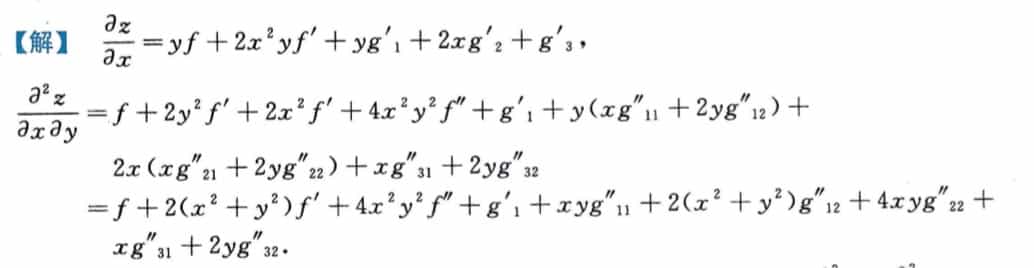 【解】 ∂z/∂x = yf + 2x²yf′ + yg′₁ + 2xg′₂ + g′₃,
∂²z/∂x∂y = f + 2y²f′ + 2x²f′ + 4x²y²f″ + g′₁ + y(xg″₁₁ + 2yg″₁₂) +
2x(xg″₂₁ + 2yg″₂₂) + xg″₃₁ + 2yg″₃₂
= f + 2(x² + y²)f′ + 4x²y²f″ + g′₁ + xyg″₁₁ + 2(x² + y²)g″₁₂ + 4xyg″₂₂ +
xg″₃₁ + 2yg″₃₂.